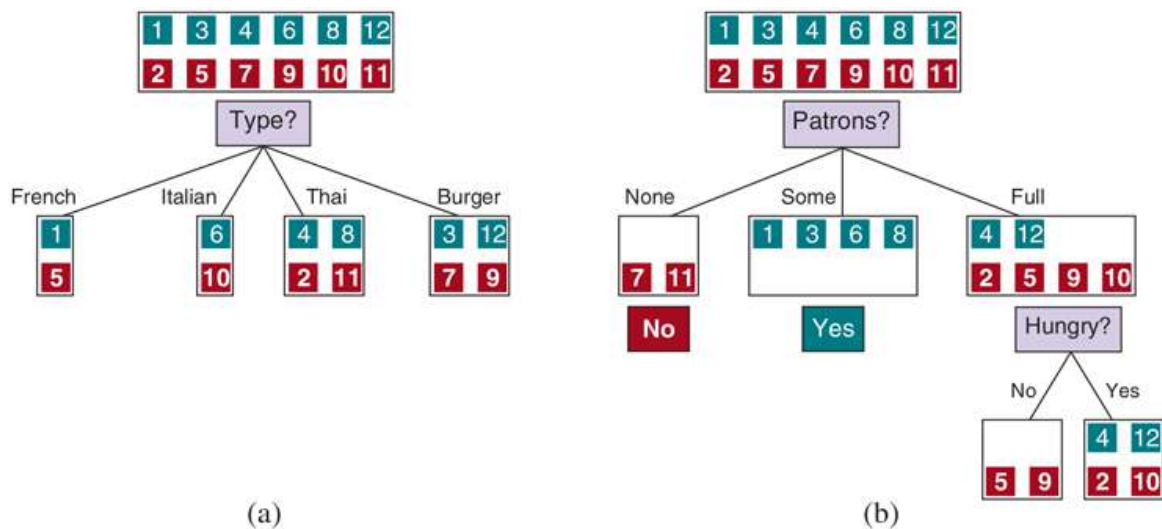 1 3 4 6 8 12
2 5 7 9 10 11
Type?
French Italian Thai Burger
1 6 4 8 3 12
5 10 2 11 7 9
(a)
1 3 4 6 8 12
2 5 7 9 10 11
Patrons?
None Some Full
1 3 6 8 4 12
7 11 2 5 9 10
No Yes Hungry?
No Yes
4 12
5 9 2 10
(b)